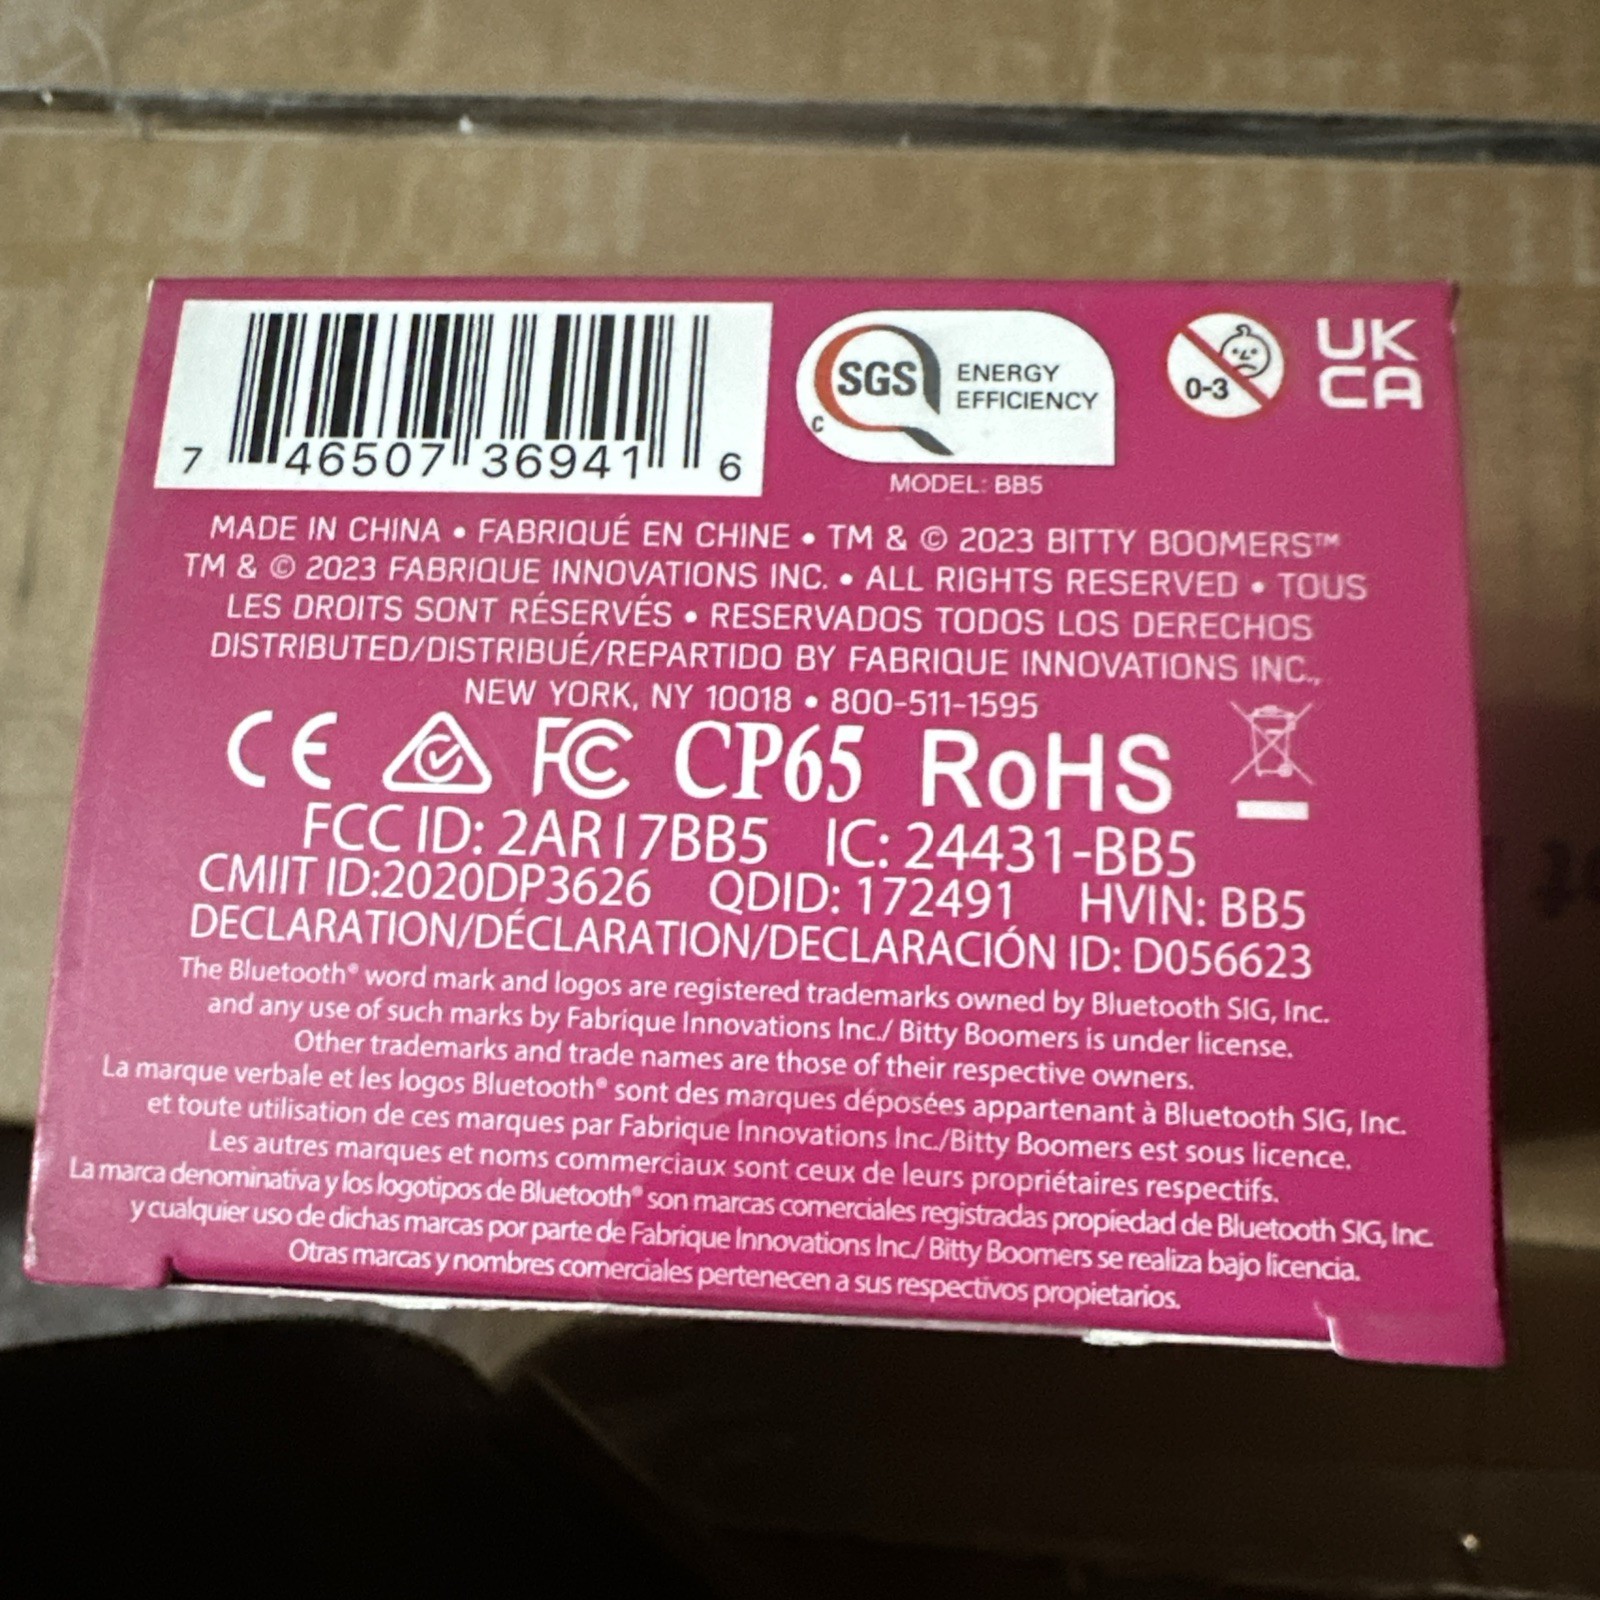 7 46507 36941 6
SGS
C
ENERGY
EFFICIENCY
MODEL: BB5
0-3
UK
CA
MADE IN CHINA • FABRIQUÉ EN CHINE • TM & © 2023 BITTY BOOMERS™
TM & © 2023 FABRIQUE INNOVATIONS INC. • ALL RIGHTS RESERVED • TOUS
LES DROITS SONT RÉSERVÉS • RESERVADOS TODOS LOS DERECHOS
DISTRIBUTED/DISTRIBUÉ/REPARTIDO BY FABRIQUE INNOVATIONS INC.,
NEW YORK, NY 10018 • 800-511-1595
CE FC CP65 RoHS
FCC ID: 2AR17BB5 IC: 24431-BB5
CMIIT ID:2020DP3626 QDID: 172491 HVIN: BB5
DECLARATION/DÉCLARATION/DECLARACIÓN ID: D056623
The Bluetooth® word mark and logos are registered trademarks owned by Bluetooth SIG, Inc.
and any use of such marks by Fabrique Innovations Inc./ Bitty Boomers is under license.
Other trademarks and trade names are those of their respective owners.
La marque verbale et les logos Bluetooth® sont des marques déposées appartenant à Bluetooth SIG, Inc.
et toute utilisation de ces marques par Fabrique Innovations Inc./Bitty Boomers est sous licence.
Les autres marques et noms commerciaux sont ceux de leurs propriétaires respectifs.
La marca denominativa y los logotipos de Bluetooth® son marcas comerciales registradas propiedad de Bluetooth SIG, Inc.
y cualquier uso de dichas marcas por parte de Fabrique Innovations Inc./ Bitty Boomers se realiza bajo licencia.
Otras marcas y nombres comerciales pertenecen a sus respectivos propietarios.